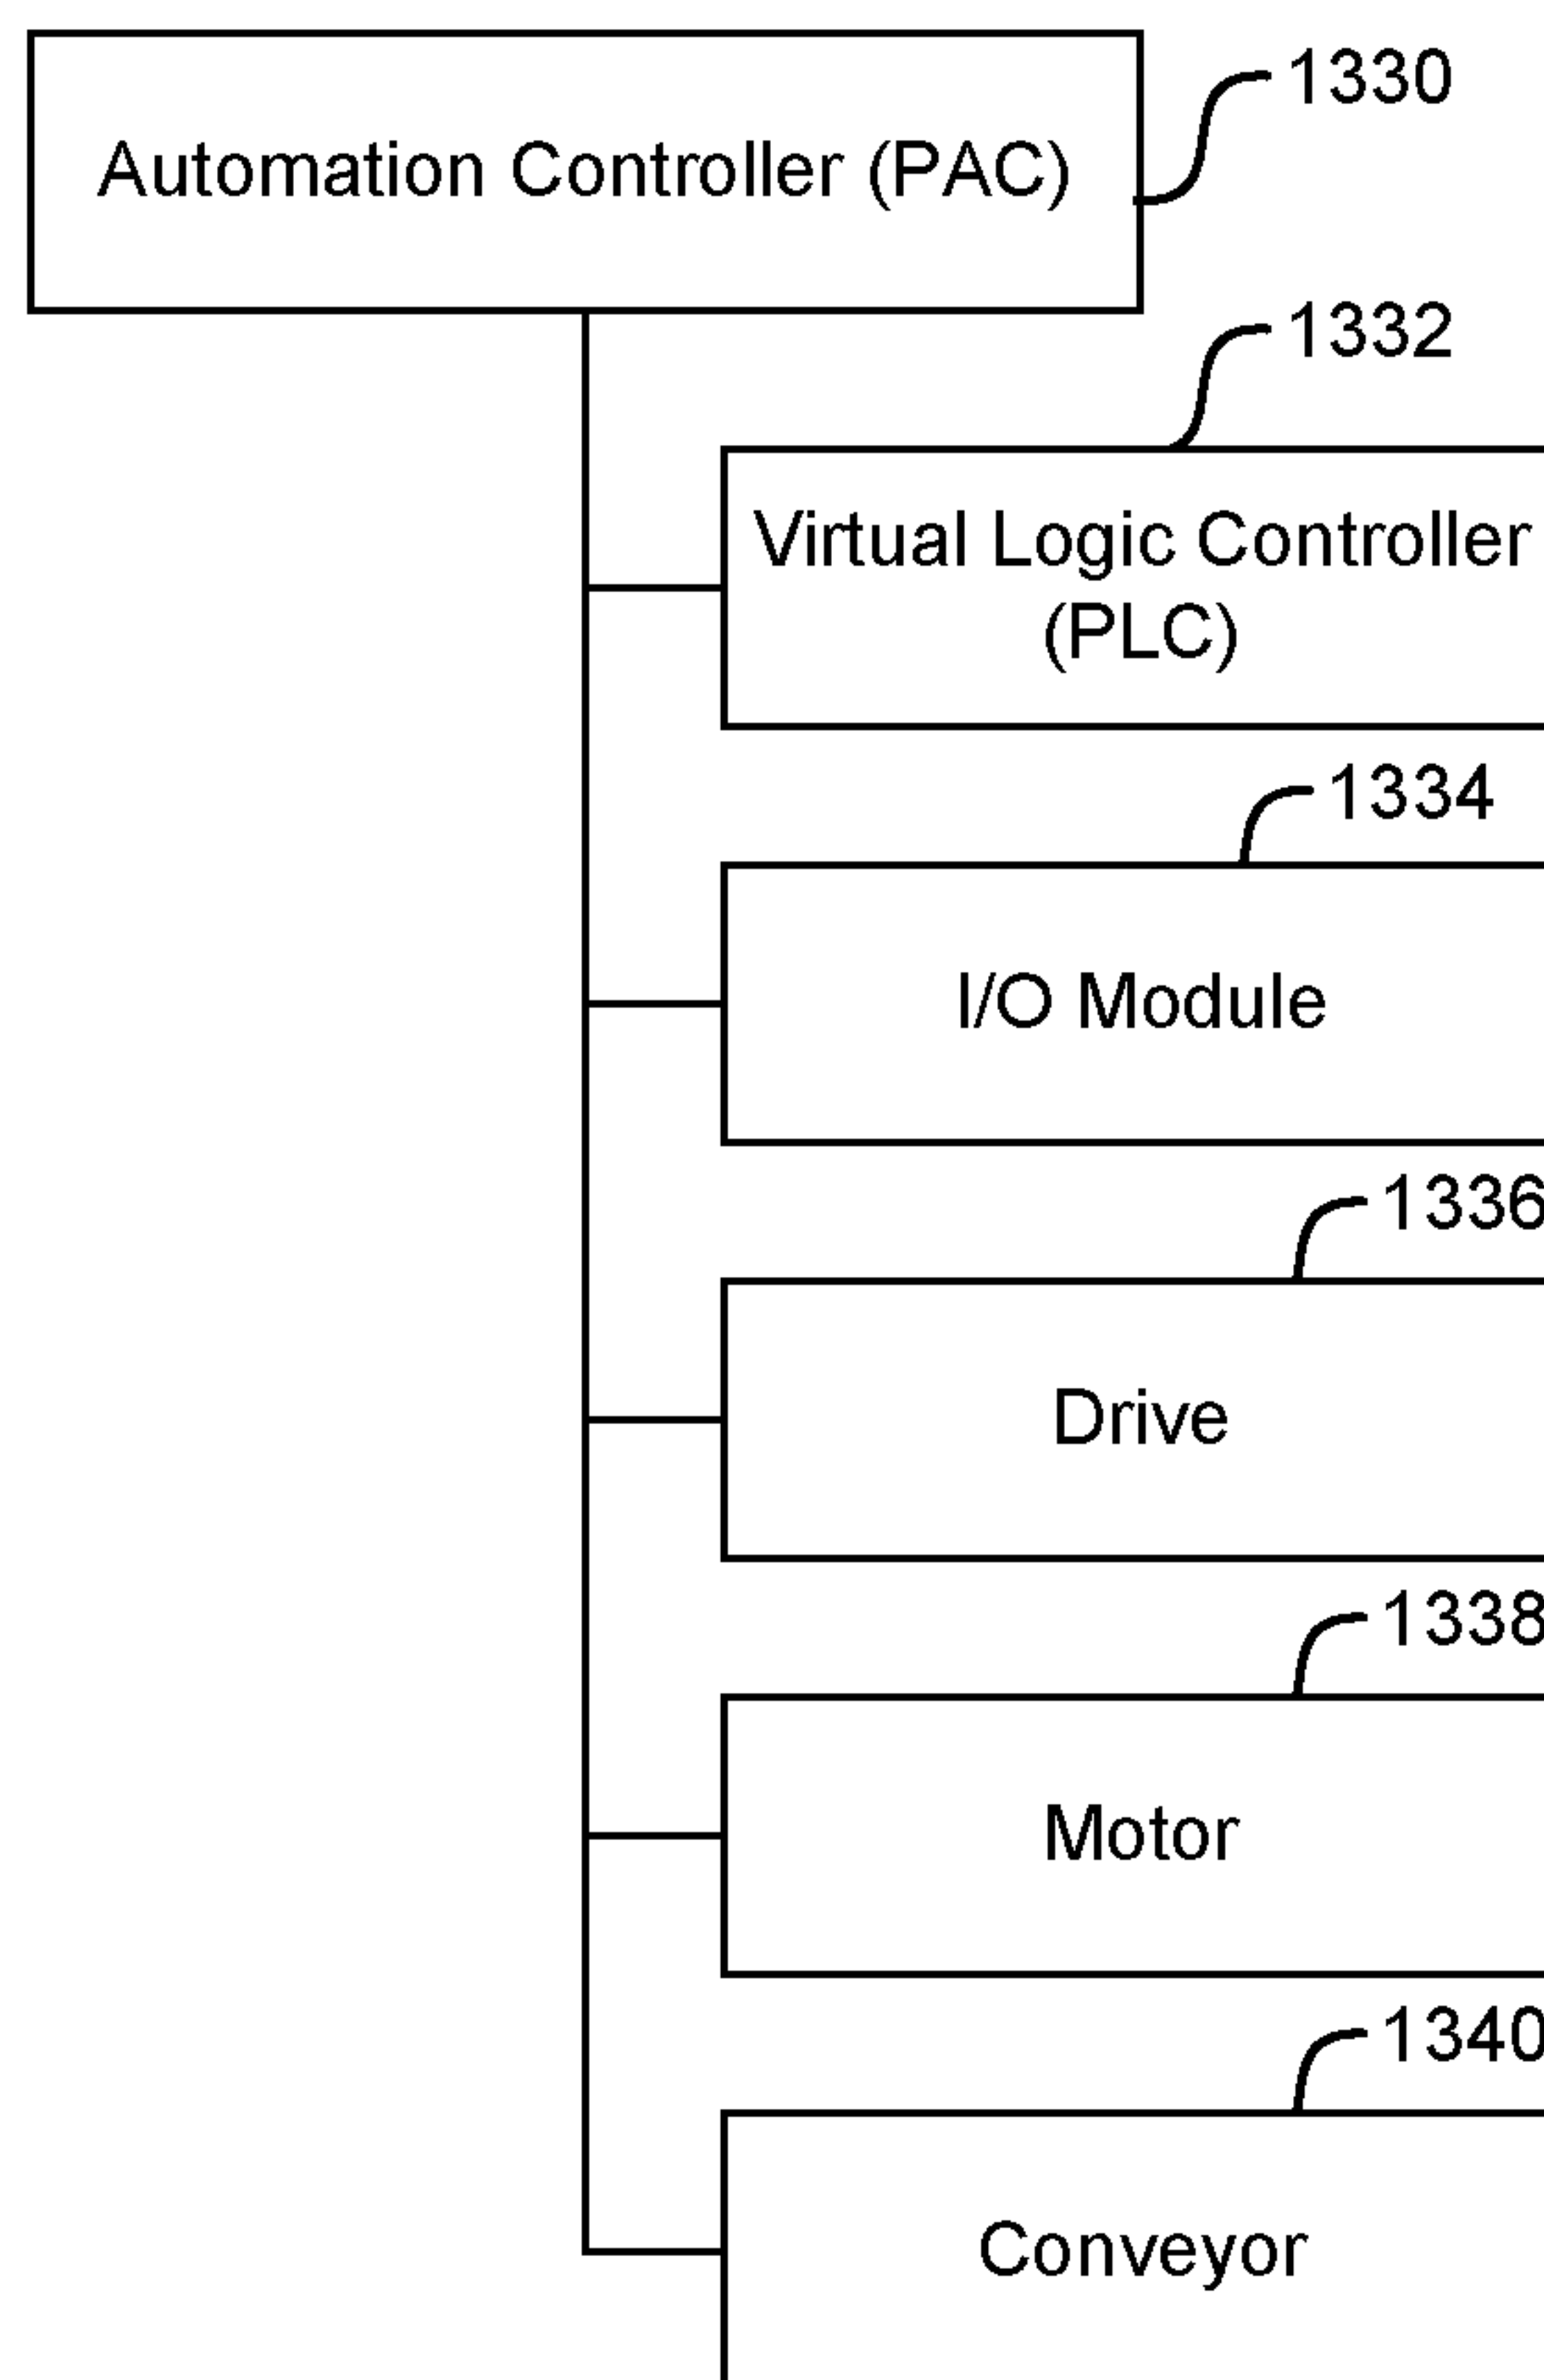 1330
Automation Controller (PAC)
1332
Virtual Logic Controller
(PLC)
1334
I/O Module
1336
Drive
1338
Motor
1340
Conveyor